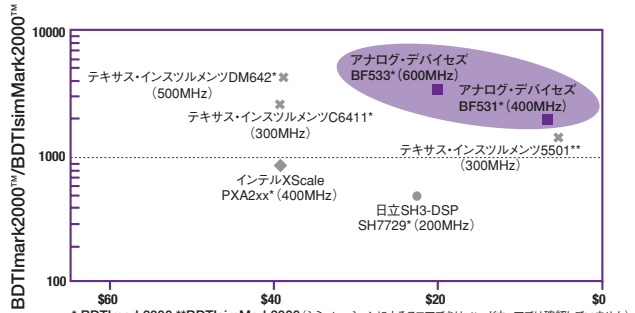 BDTImark2000™/BDTIsimMark2000™
10000
1000
100
アナログ・デバイセズ
BF533*（600MHz）
アナログ・デバイセズ
BF531*（400MHz）
テキサス・インスツルメンツDM642*
（500MHz）
テキサス・インスツルメンツC6411*
（300MHz）
テキサス・インスツルメンツ5501**
（300MHz）
インテルXScale
PXA2xx*（400MHz）
日立SH3-DSP
SH7729*（200MHz）
$60
$40
$20
$0